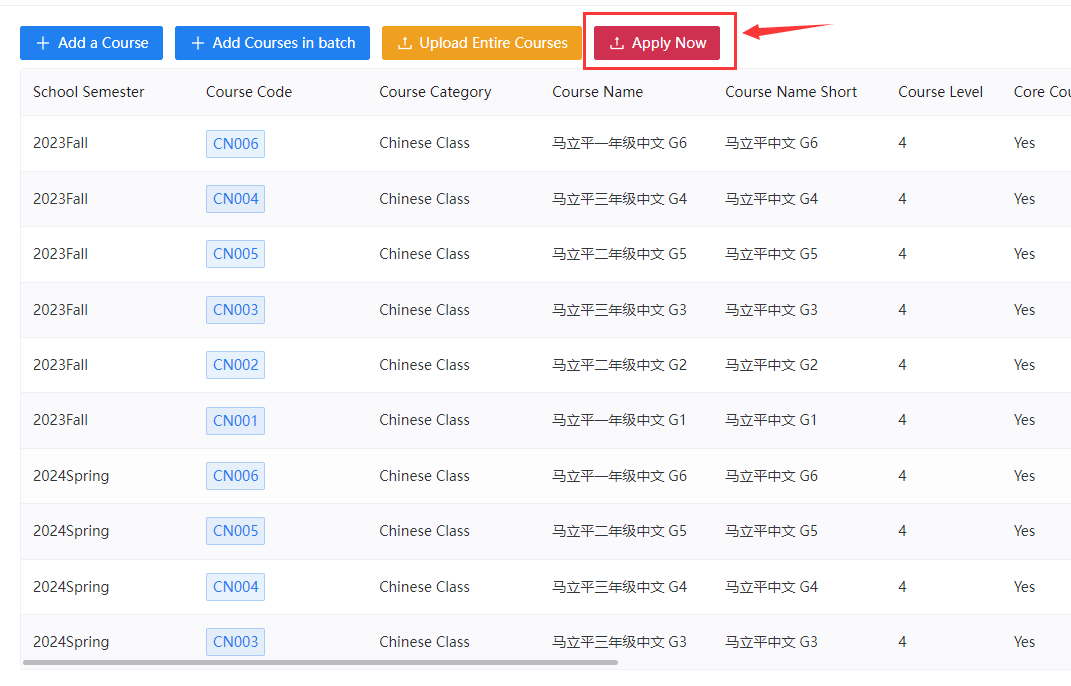 Add a Course Add Courses in batch Upload Entire Courses Apply Now
School Semester Course Code Course Category Course Name Course Name Short Course Level Core Cou
2023Fall CN006 Chinese Class 马立平一年级中文 G6 马立平中文 G6 4 Yes
2023Fall CN004 Chinese Class 马立平三年级中文 G4 马立平中文 G4 4 Yes
2023Fall CN005 Chinese Class 马立平二年级中文 G5 马立平中文 G5 4 Yes
2023Fall CN003 Chinese Class 马立平三年级中文 G3 马立平中文 G3 4 Yes
2023Fall CN002 Chinese Class 马立平二年级中文 G2 马立平中文 G2 4 Yes
2023Fall CN001 Chinese Class 马立平一年级中文 G1 马立平中文 G1 4 Yes
2024Spring CN006 Chinese Class 马立平一年级中文 G6 马立平中文 G6 4 Yes
2024Spring CN005 Chinese Class 马立平二年级中文 G5 马立平中文 G5 4 Yes
2024Spring CN004 Chinese Class 马立平三年级中文 G4 马立平中文 G4 4 Yes
2024Spring CN003 Chinese Class 马立平三年级中文 G3 马立平中文 G3 4 Yes